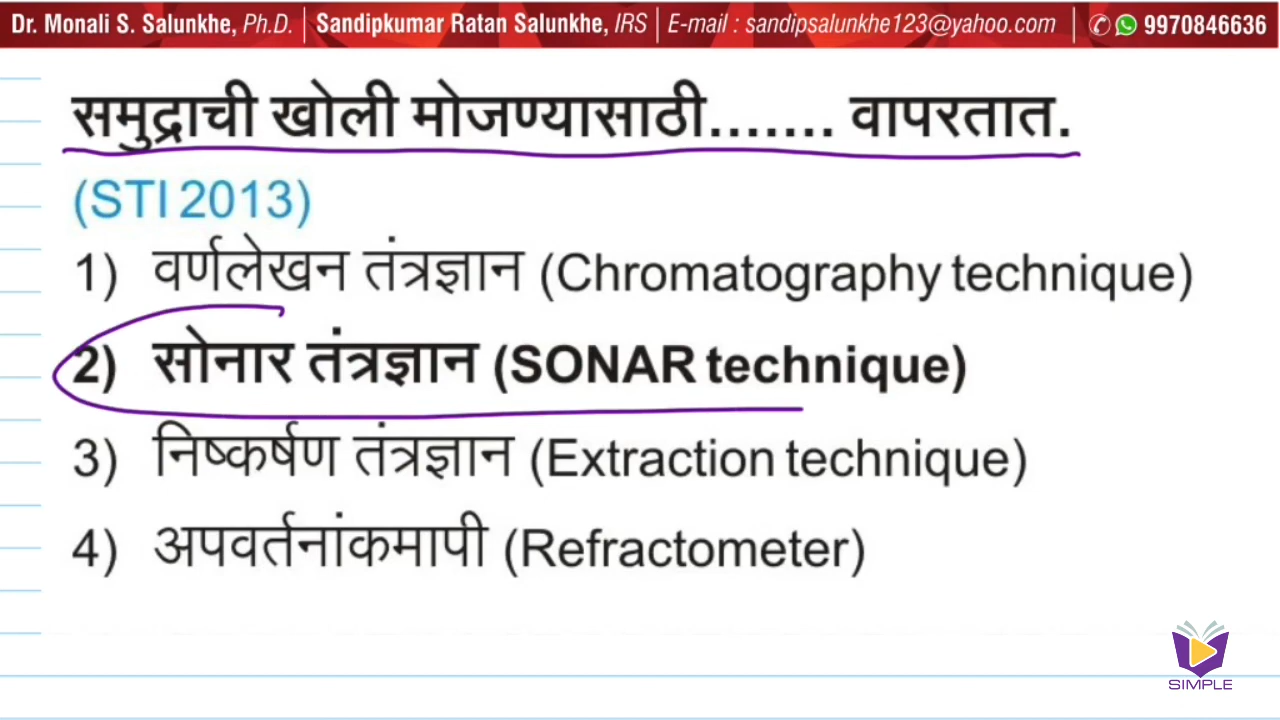 Dr. Monali S. Salunkhe, Ph.D. | Sandipkumar Ratan Salunkhe, IRS | E-mail : sandipsalunkhe123@yahoo.com | 9970846636
समुद्राची खोली मोजण्यासाठी....... वापरतात.
(STI 2013)
1) वर्णलेखन तंत्रज्ञान (Chromatography technique)
2) सोनार तंत्रज्ञान (SONAR technique)
3) निष्कर्षण तंत्रज्ञान (Extraction technique)
4) अपवर्तनांकमापी (Refractometer)
SIMPLE